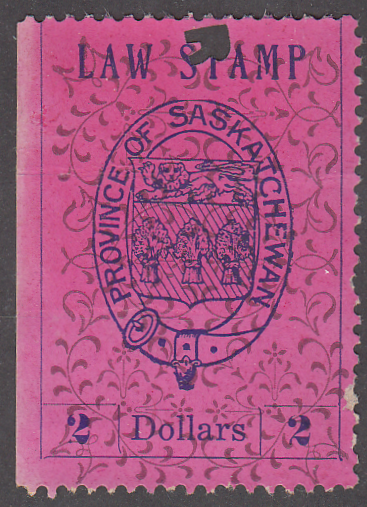 LAW STAMP
PROVINCE OF SASKATCHEWAN
2 Dollars 2